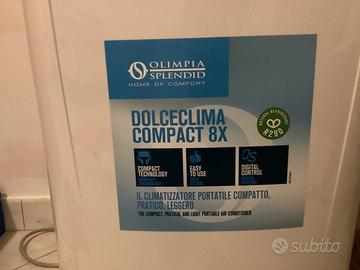 OLIMPIA
SPLENDID
HOME OF COMFORT
DOLCECLIMA
COMPACT 8X
NATURAL REFRIGERANT
R290
COMPACT
TECHNOLOGY
EASY
TO USE
DIGITAL
CONTROL
IL CLIMATIZZATORE PORTATILE COMPATTO,
PRATICO, LEGGERO
THE COMPACT, PRATICAL AND LIGHT PORTABLE AIR CONDITIONER
subito